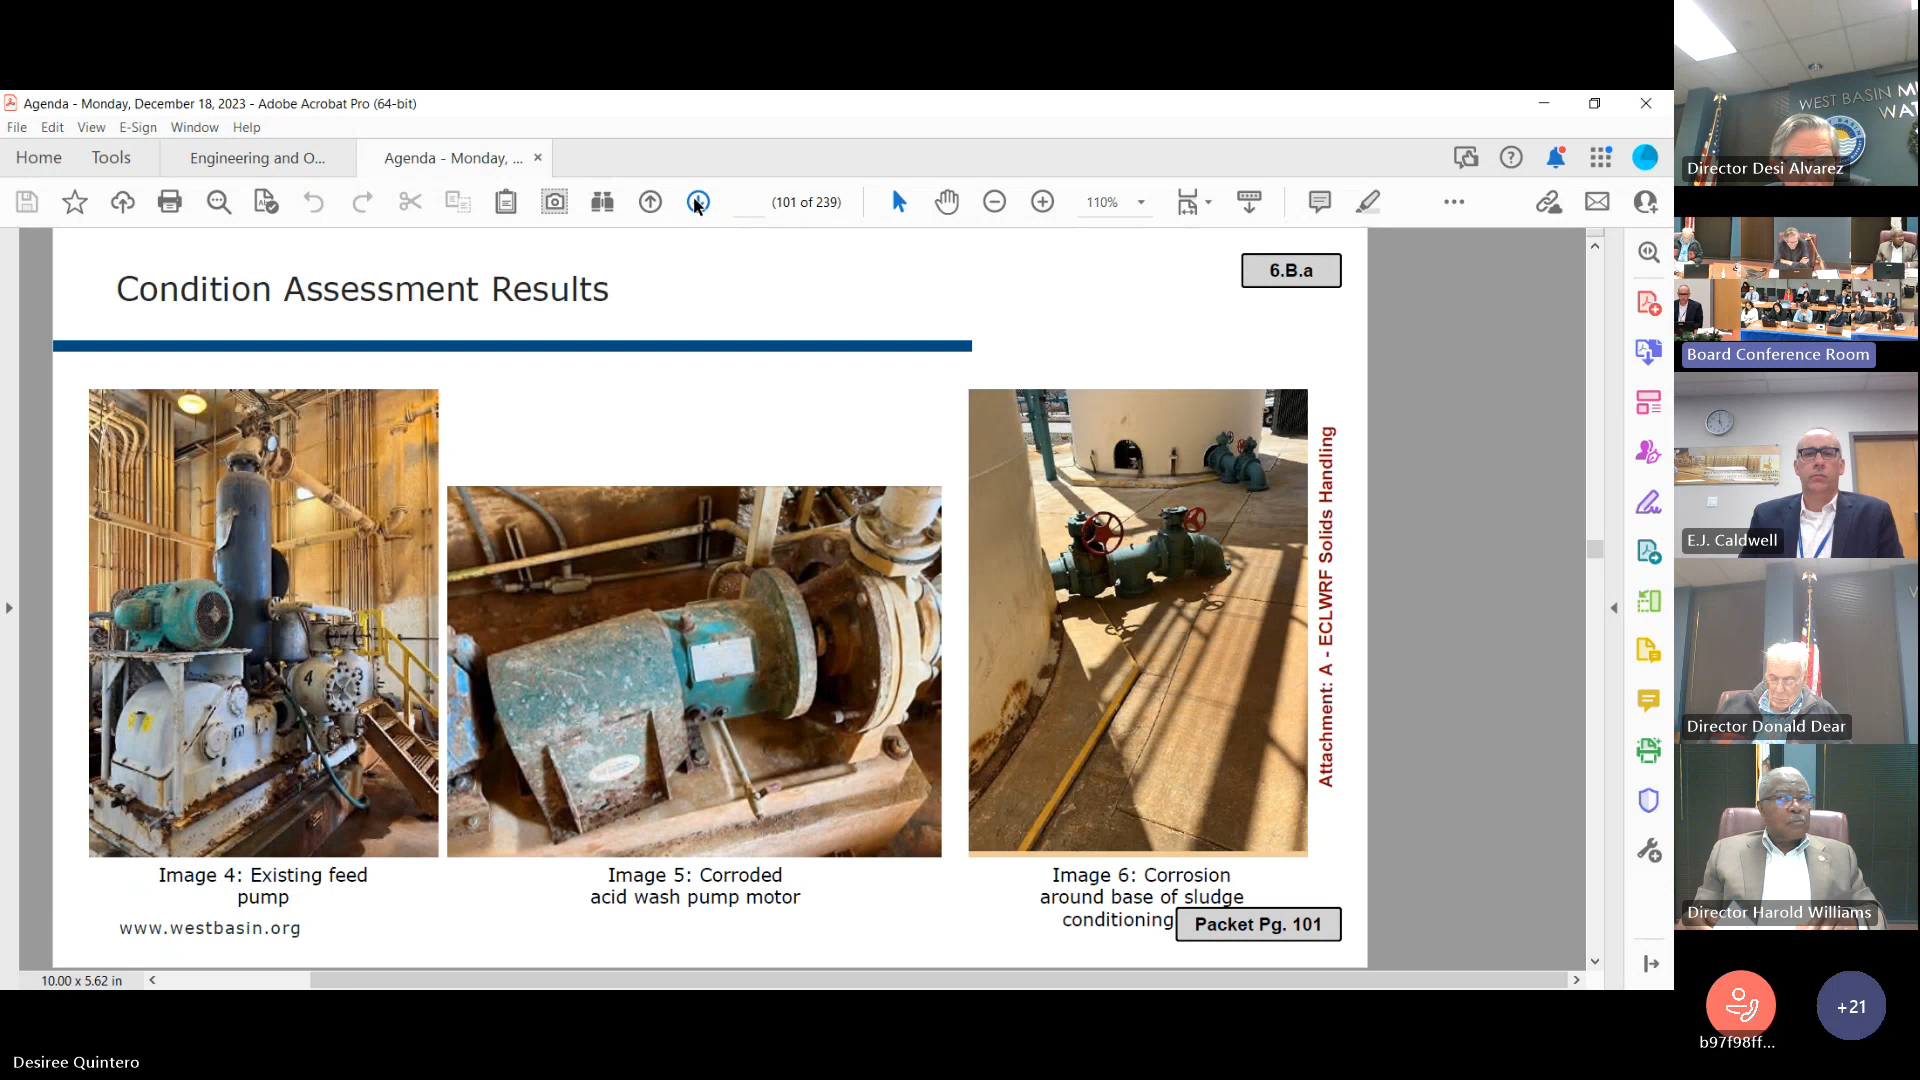 Agenda - Monday, December 18, 2023 - Adobe Acrobat Pro (64-bit)
File Edit View E-Sign Window Help
Home Tools Engineering and O... Agenda - Monday, ...
(101 of 239) 110%
Condition Assessment Results
6.B.a
Attachment: A - ECLWRF Solids Handling
4
Image 4: Existing feed
pump
Image 5: Corroded
acid wash pump motor
Image 6: Corrosion
around base of sludge
conditioning
www.westbasin.org
Packet Pg. 101
10.00 x 5.62 in
Desiree Quintero
WEST BASIN
WAT
Director Desi Alvarez
Board Conference Room
E.J. Caldwell
Director Donald Dear
Director Harold Williams
b97f98ff...
+21